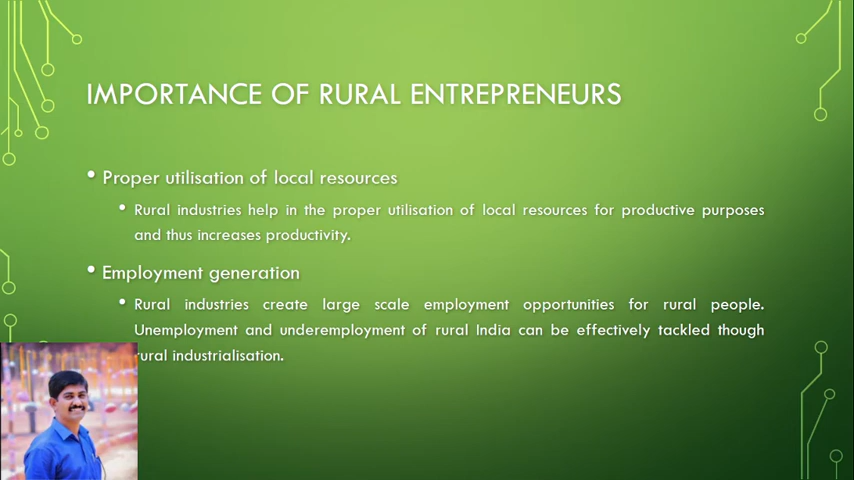 IMPORTANCE OF RURAL ENTREPRENEURS
• Proper utilisation of local resources
• Rural industries help in the proper utilisation of local resources for productive purposes
and thus increases productivity.
• Employment generation
• Rural industries create large scale employment opportunities for rural people.
Unemployment and underemployment of rural India can be effectively tackled though
rural industrialisation.